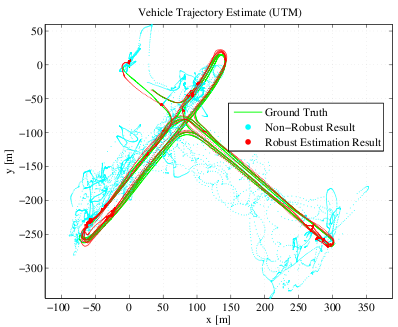 Vehicle Trajectory Estimate (UTM)
50
0
−50
−100
−150
−200
−250
−300
y [m]
Ground Truth
Non−Robust Result
Robust Estimation Result
−100 −50 0 50 100 150 200 250 300 350
x [m]